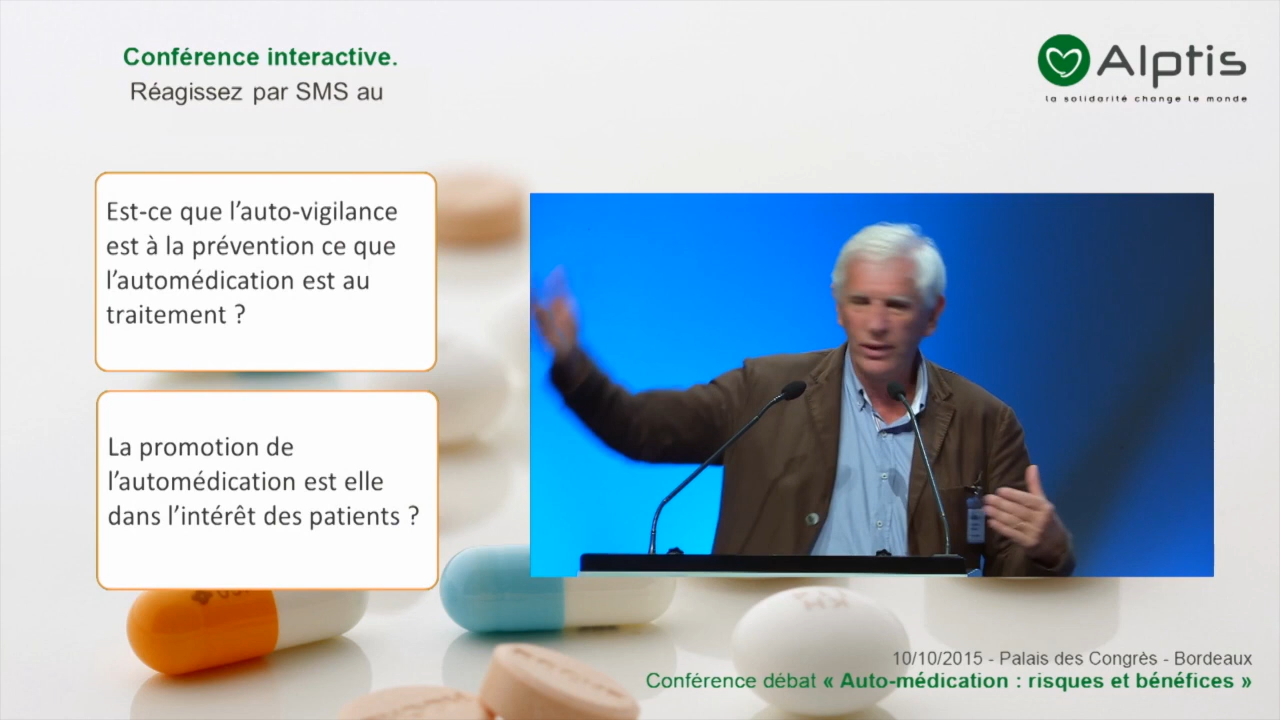 Conférence interactive.
Réagissez par SMS au
Alptis
la solidarité change le monde
Est-ce que l'auto-vigilance
est à la prévention ce que
l'automédication est au
traitement ?
La promotion de
l'automédication est elle
dans l'intérêt des patients ?
10/10/2015 - Palais des Congrès - Bordeaux
Conférence débat « Auto-médication : risques et bénéfices »